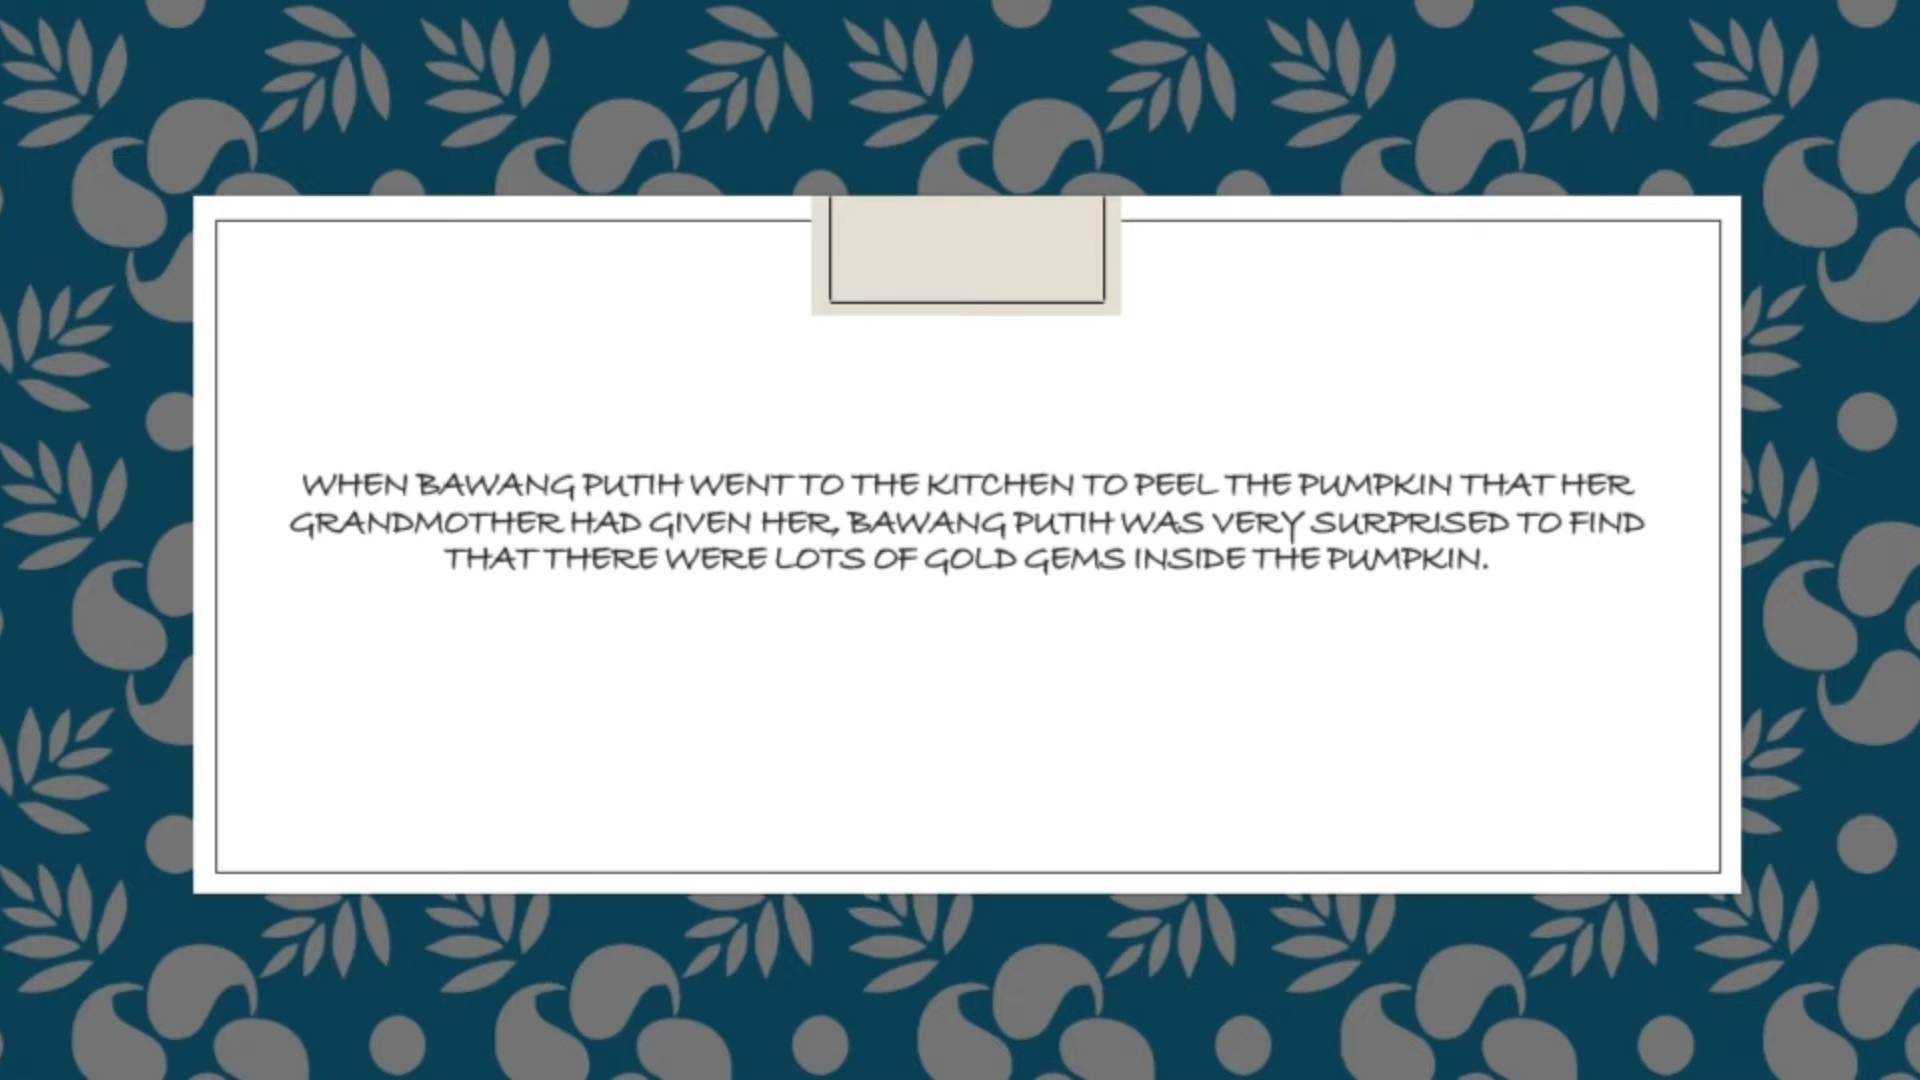 WHEN BAWANG PUTIH WENT TO THE KITCHEN TO PEEL THE PUMPKIN THAT HER
GRANDMOTHER HAD GIVEN HER, BAWANG PUTIH WAS VERY SURPRISED TO FIND
THAT THERE WERE LOTS OF GOLD GEMS INSIDE THE PUMPKIN.